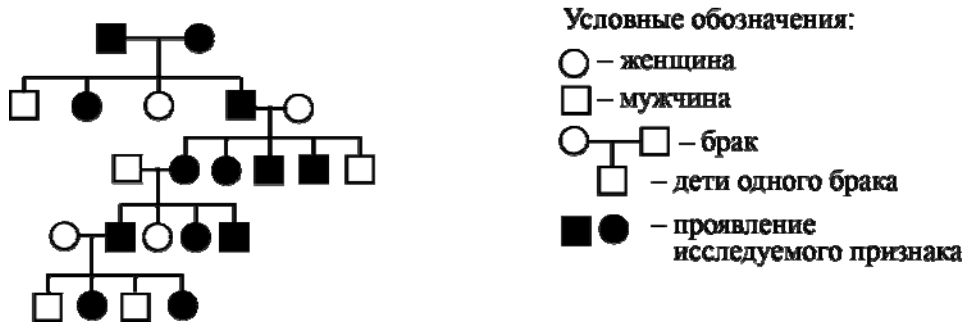 Условные обозначения:
– женщина
– мужчина
– брак
– дети одного брака
– проявление
исследуемого признака